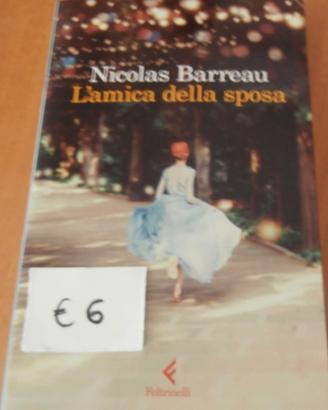 Nicolas Barreau
L'amica della sposa
€ 6
Feltrinelli